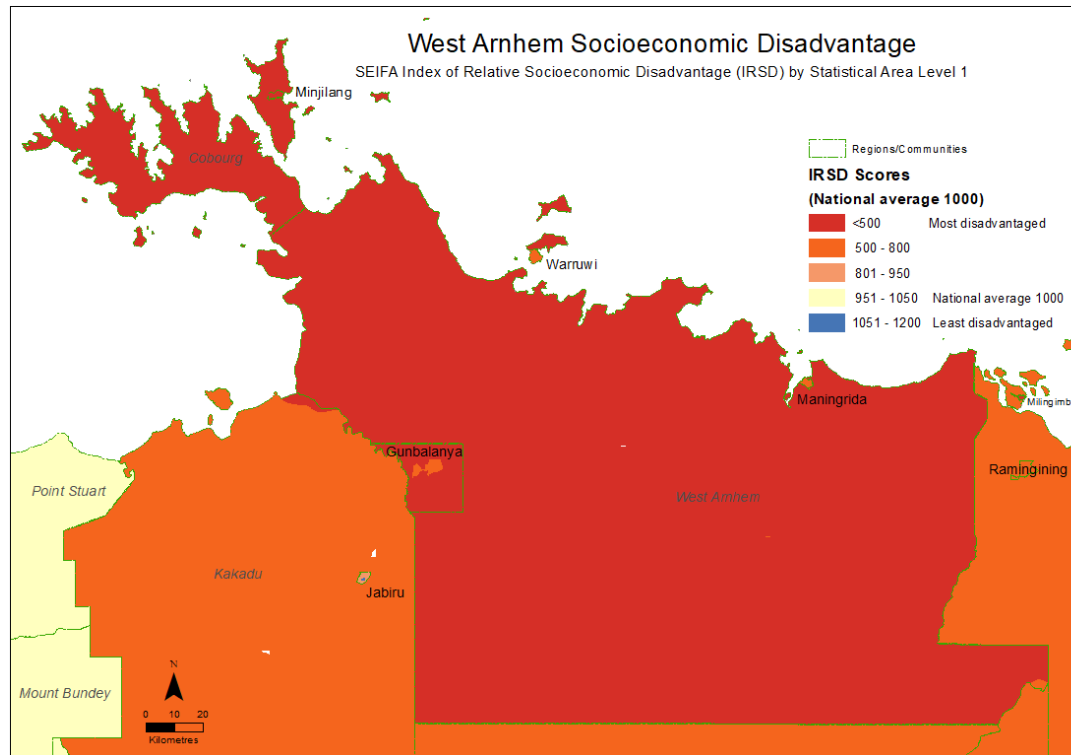 West Arnhem Socioeconomic Disadvantage
SEIFA Index of Relative Socioeconomic Disadvantage (IRSD) by Statistical Area Level 1
Minjilang
Cobourg
Regions/Communities
IRSD Scores
(National average 1000)
<500 Most disadvantaged
500 - 800
801 - 950
951 - 1050 National average 1000
1051 - 1200 Least disadvantaged
Warruwi
Maningrida
Milingimb
Gunbalanya
Ramingining
Point Stuart
West Arnhem
Kakadu
Jabiru
Mount Bundey
N
0 10 20
Kilometres